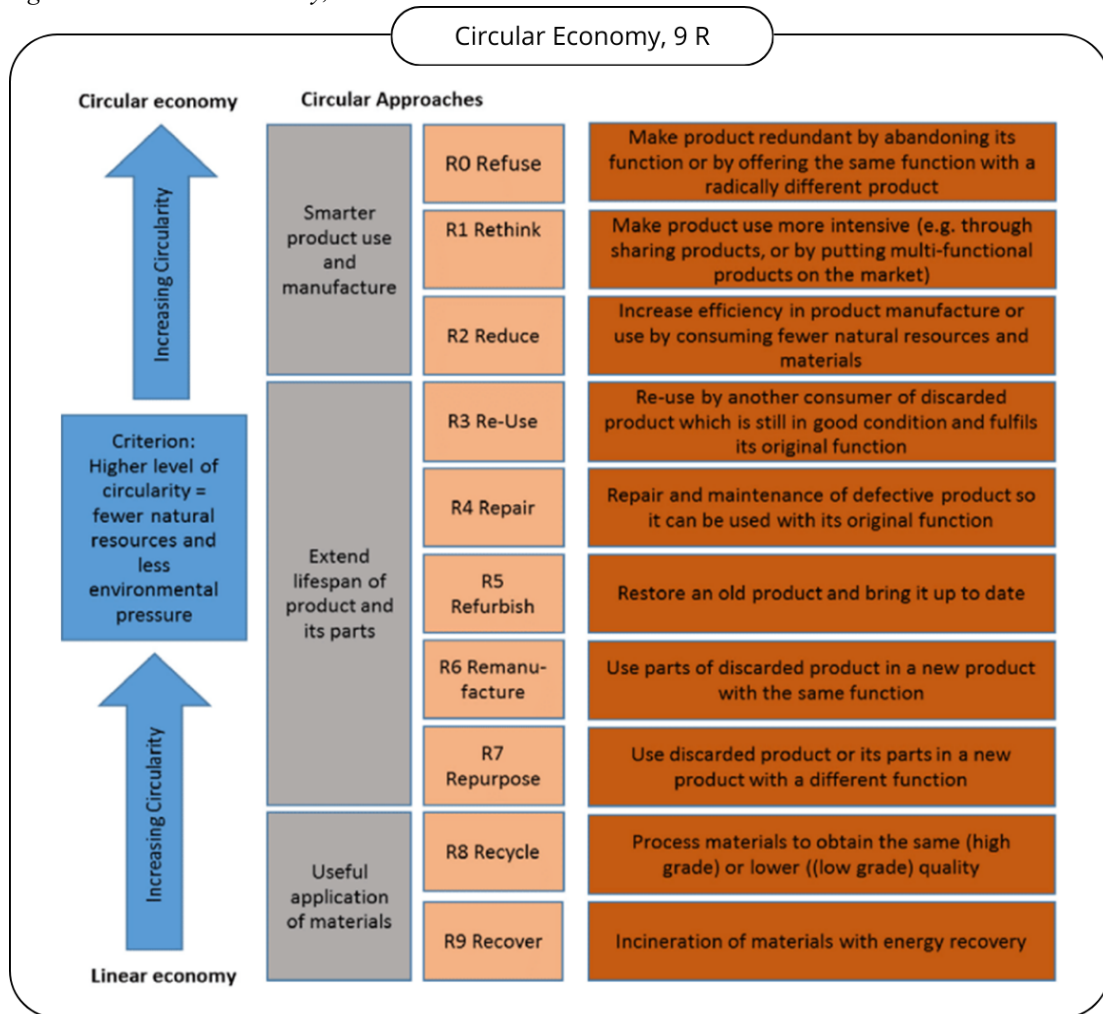 Circular Economy, 9 R
Circular economy
Circular Approaches
Increasing Circularity
Criterion:
Higher level of
circularity =
fewer natural
resources and
less
environmental
pressure
Increasing Circularity
Linear economy
Smarter
product use
and
manufacture
R0 Refuse
Make product redundant by abandoning its
function or by offering the same function with a
radically different product
R1 Rethink
Make product use more intensive (e.g. through
sharing products, or by putting multi-functional
products on the market)
R2 Reduce
Increase efficiency in product manufacture or
use by consuming fewer natural resources and
materials
Extend
lifespan of
product and
its parts
R3 Re-Use
Re-use by another consumer of discarded
product which is still in good condition and fulfils
its original function
R4 Repair
Repair and maintenance of defective product so
it can be used with its original function
R5
Refurbish
Restore an old product and bring it up to date
R6 Remanu-
facture
Use parts of discarded product in a new product
with the same function
R7
Repurpose
Use discarded product or its parts in a new
product with a different function
Useful
application
of materials
R8 Recycle
Process materials to obtain the same (high
grade) or lower ((low grade) quality
R9 Recover
Incineration of materials with energy recovery